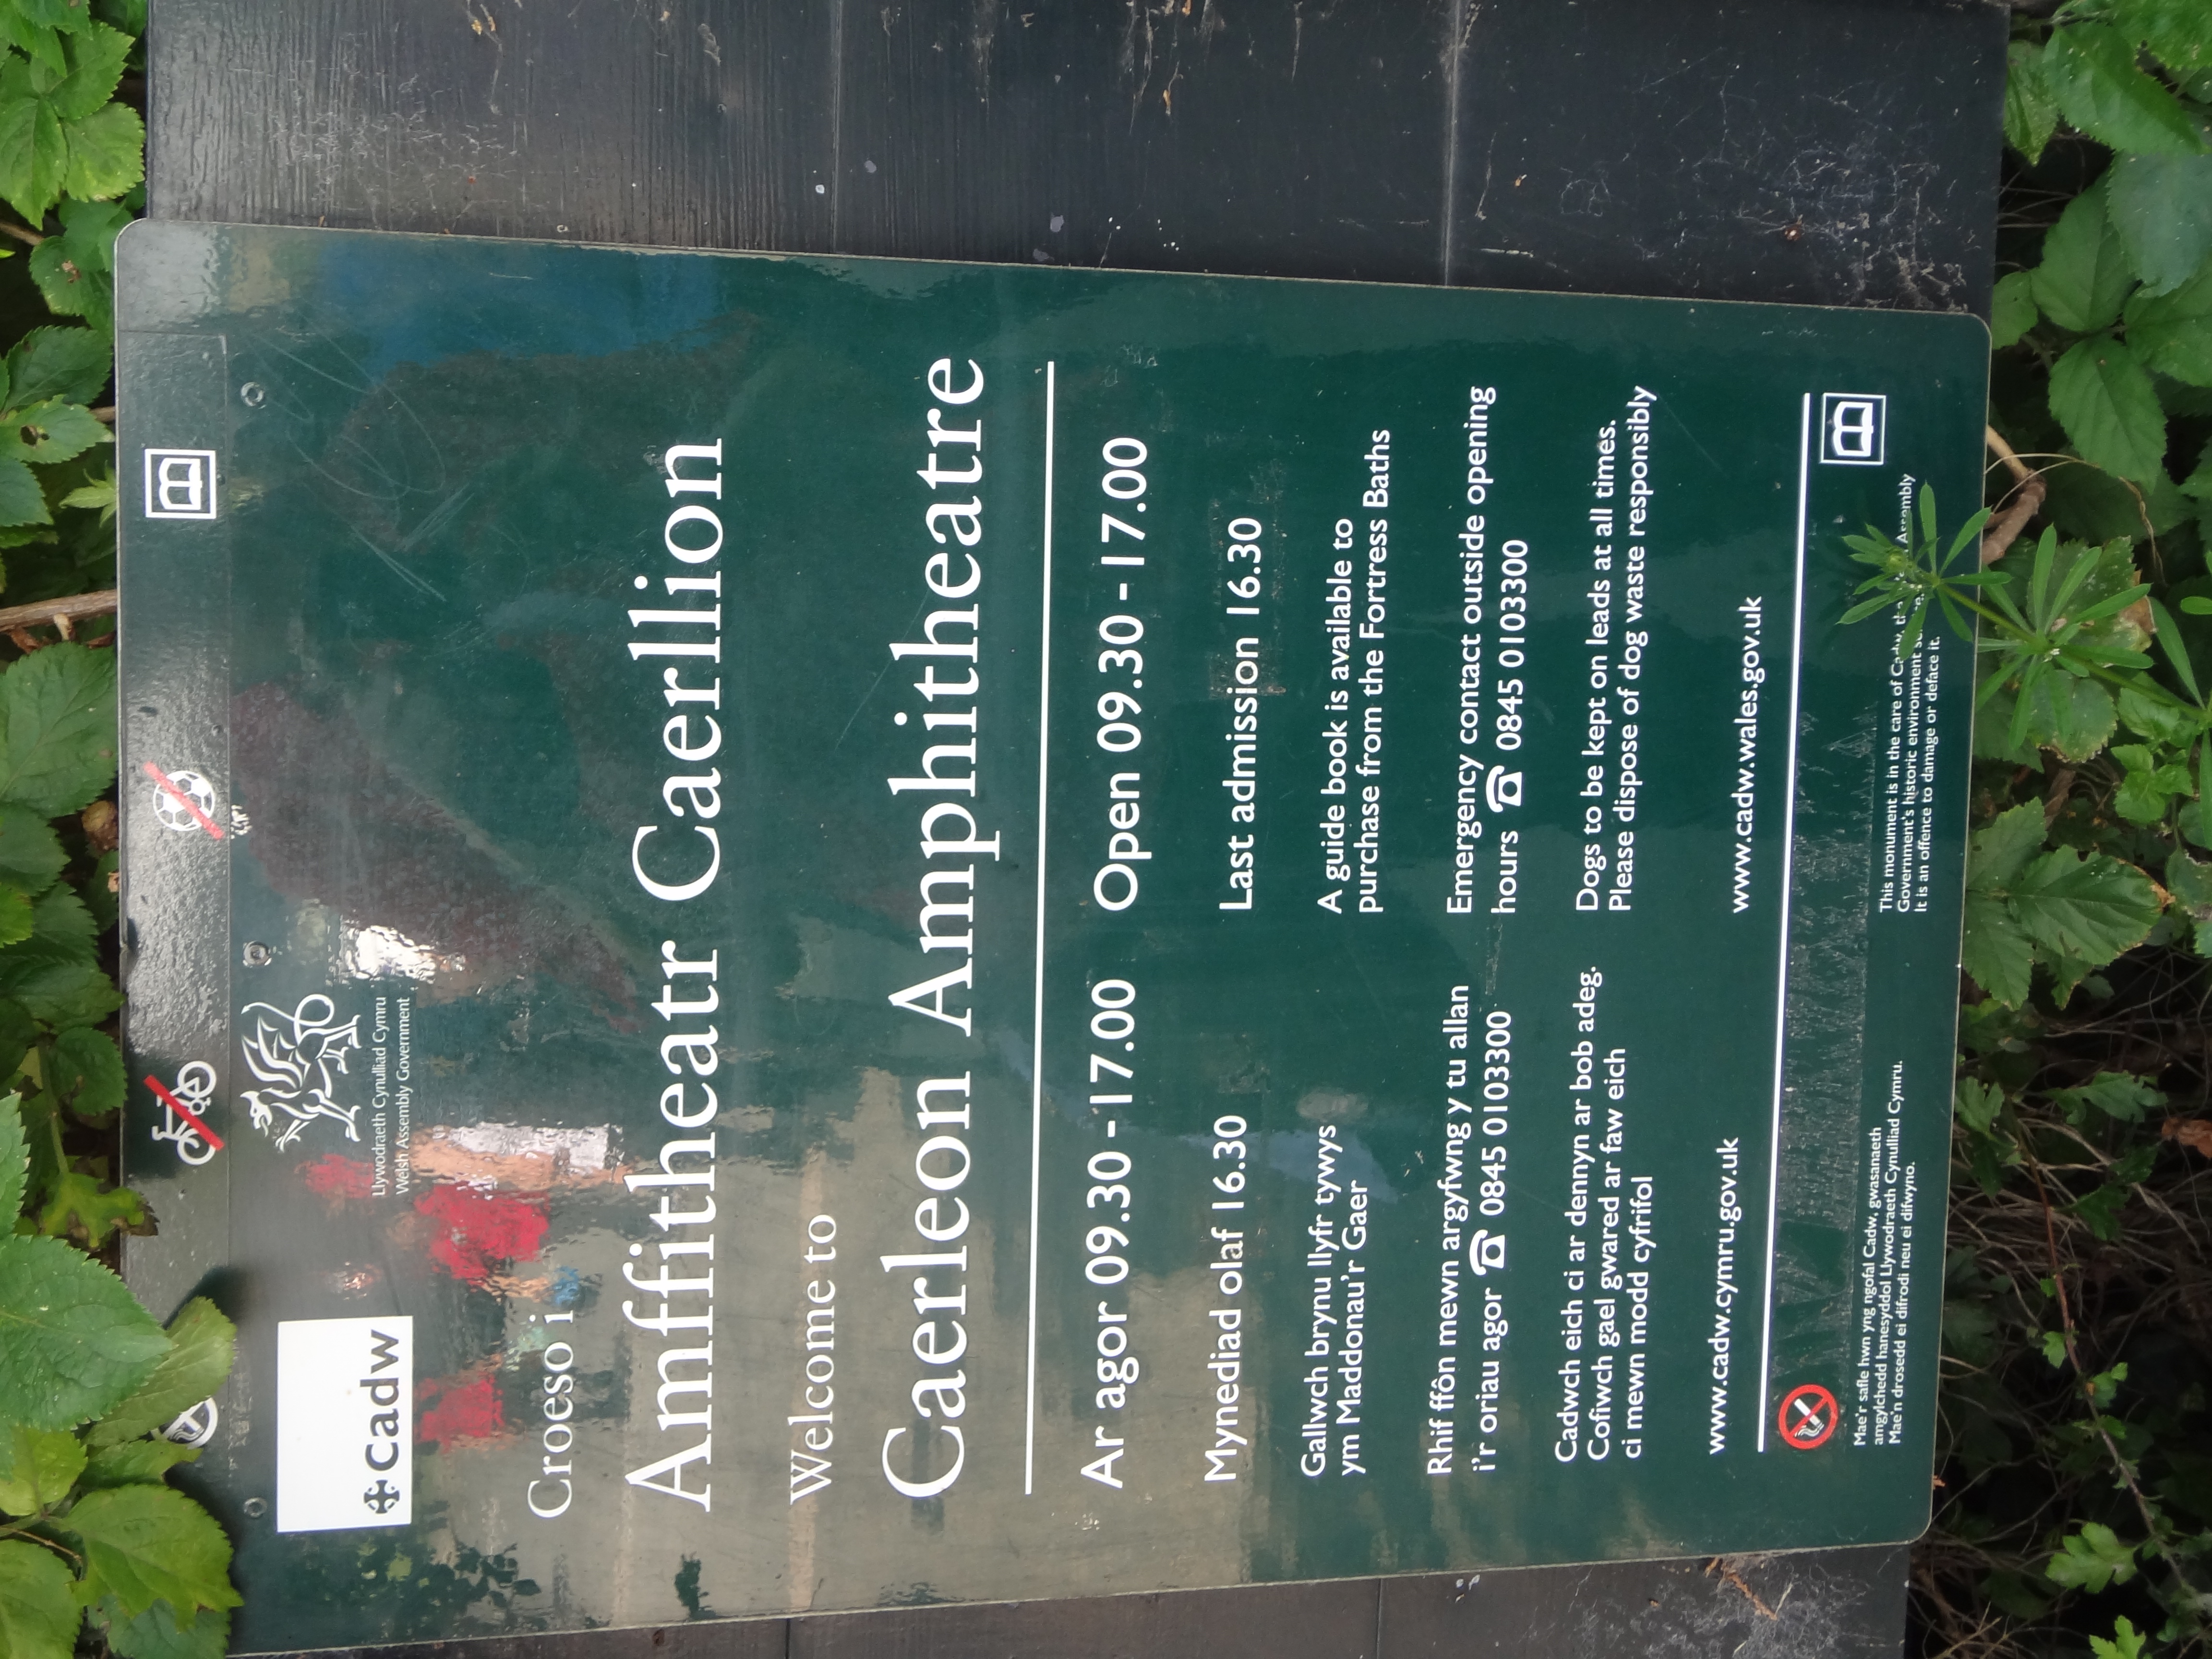 Cadw
Llywodraeth Cynulliad Cymru
Welsh Assembly Government
Croeso i
Amffitheatr Caerllion
Welcome to
Caerleon Amphitheatre
Ar agor 09.30 - 17.00
Mynediad olaf 16.30
Gallwch brynu llyfr tywys
ym Maddonau'r Gaer
Rhif ffôn mewn argyfwng y tu allan
i'r oriau agor ☎ 0845 0103300
Cadwch eich ci ar dennyn ar bob adeg.
Cofiwch gael gwared ar faw eich
ci mewn modd cyfrifol
www.cadw.cymru.gov.uk
Open 09.30 - 17.00
Last admission 16.30
A guide book is available to
purchase from the Fortress Baths
Emergency contact outside opening
hours ☎ 0845 0103300
Dogs to be kept on leads at all times.
Please dispose of dog waste responsibly
www.cadw.wales.gov.uk
Mae'r safle hwn yng ngofal Cadw, gwasanaeth
amgylchedd hanesyddol Llywodraeth Cynulliad Cymru.
Mae'n drosedd ei difrodi neu ei difwyno.
This monument is in the care of Cadw, the Assembly
Government's historic environment
It is an offence to damage or deface it.